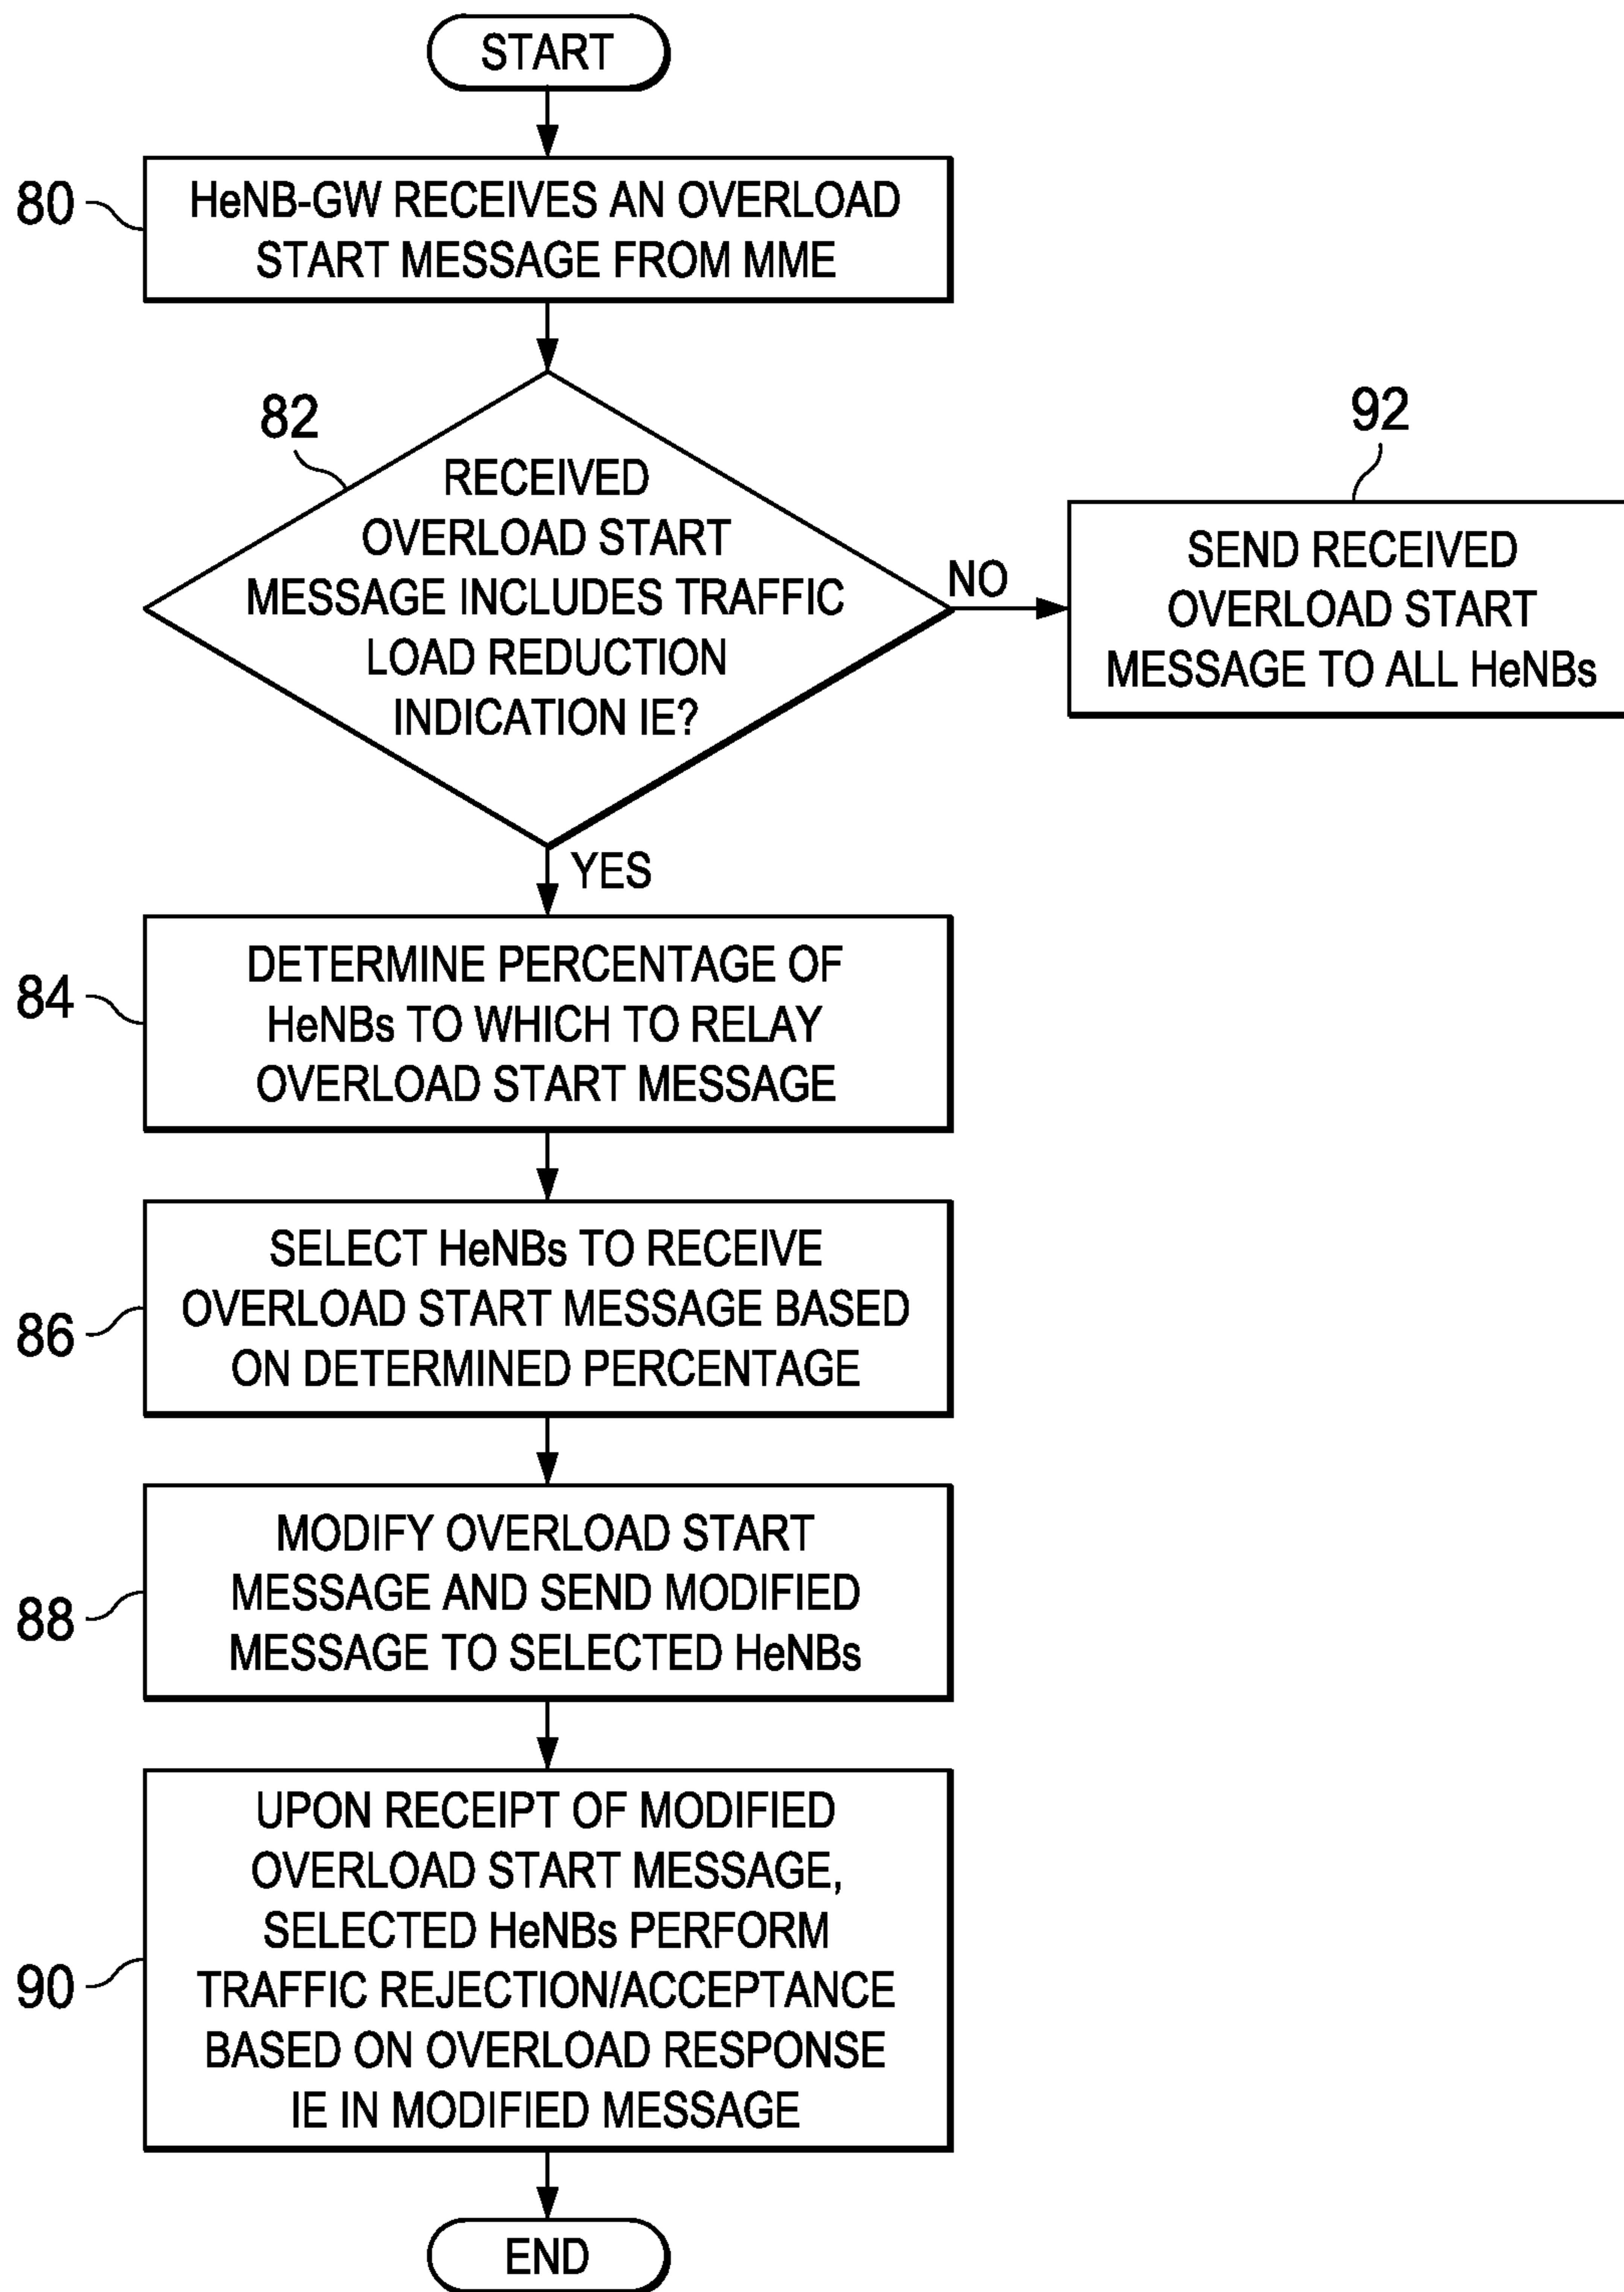 START
80
HeNB-GW RECEIVES AN OVERLOAD
START MESSAGE FROM MME
82
RECEIVED
OVERLOAD START
MESSAGE INCLUDES TRAFFIC
LOAD REDUCTION
INDICATION IE?
NO
92
SEND RECEIVED
OVERLOAD START
MESSAGE TO ALL HeNBs
YES
84
DETERMINE PERCENTAGE OF
HeNBs TO WHICH TO RELAY
OVERLOAD START MESSAGE
86
SELECT HeNBs TO RECEIVE
OVERLOAD START MESSAGE BASED
ON DETERMINED PERCENTAGE
88
MODIFY OVERLOAD START
MESSAGE AND SEND MODIFIED
MESSAGE TO SELECTED HeNBs
90
UPON RECEIPT OF MODIFIED
OVERLOAD START MESSAGE,
SELECTED HeNBs PERFORM
TRAFFIC REJECTION/ACCEPTANCE
BASED ON OVERLOAD RESPONSE
IE IN MODIFIED MESSAGE
END